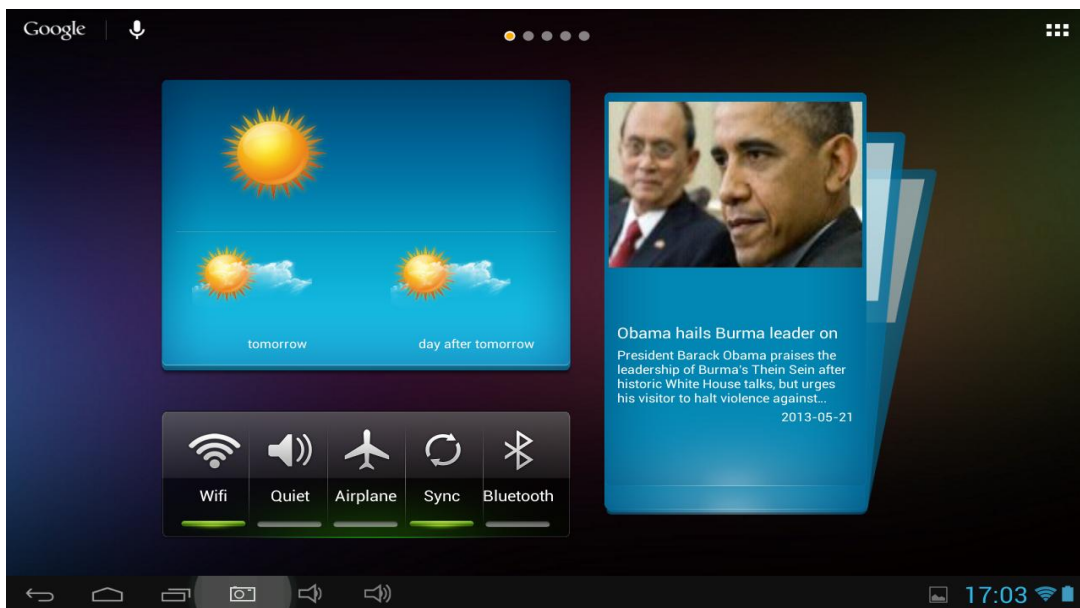 Google
tomorrow
day after tomorrow
Obama hails Burma leader on
President Barack Obama praises the
leadership of Burma's Thein Sein after
historic White House talks, but urges
his visitor to halt violence against...
2013-05-21
Wifi Quiet Airplane Sync Bluetooth
17:03